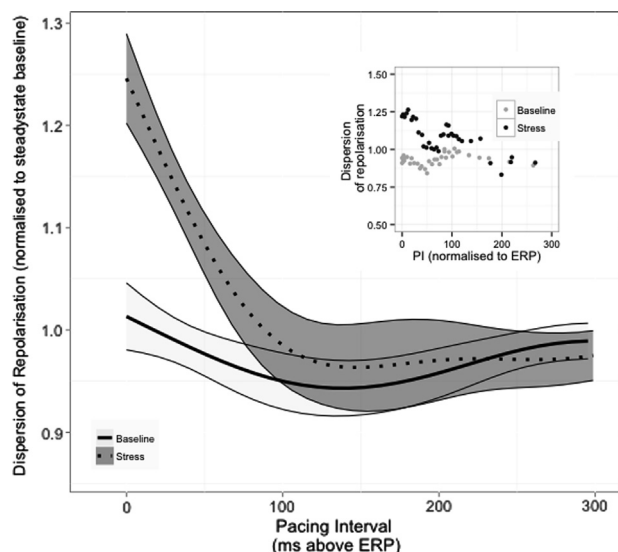 Dispersion of Repolarisation (normalised to steadystate baseline)
1.3
1.2
1.1
1.0
0.9
0
100
200
300
Pacing Interval
(ms above ERP)
Baseline
Stress
Dispersion
of repolarisation
1.50
1.25
1.00
0.75
0.50
0
100
200
300
PI (normalised to ERP)
Baseline
Stress